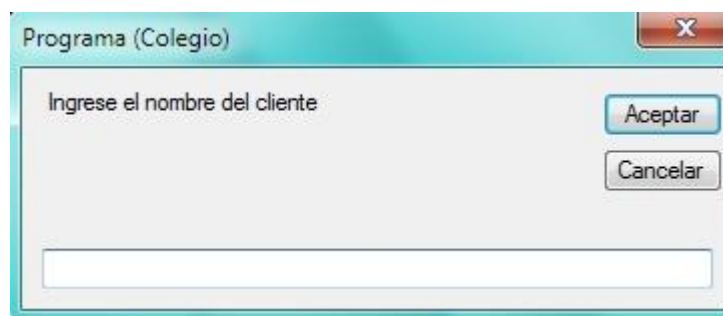 Programa (Colegio)
Ingrese el nombre del cliente
Aceptar
Cancelar